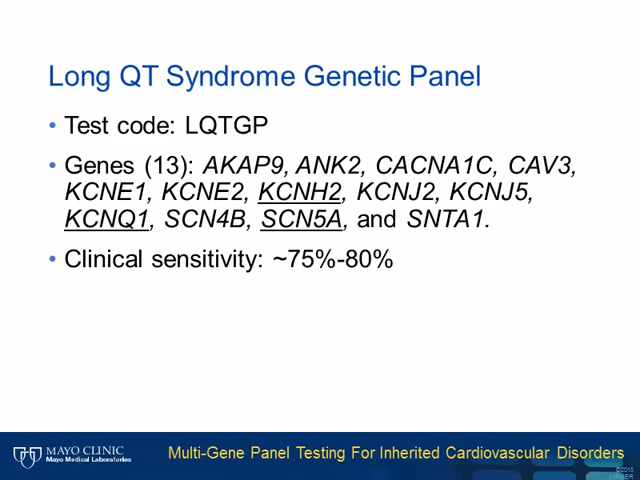 Long QT Syndrome Genetic Panel
• Test code: LQTGP
• Genes (13): AKAP9, ANK2, CACNA1C, CAV3,
KCNE1, KCNE2, KCNH2, KCNJ2, KCNJ5,
KCNQ1, SCN4B, SCN5A, and SNTA1.
• Clinical sensitivity: ~75%-80%
MAYO CLINIC
Mayo Medical Laboratories
Multi-Gene Panel Testing For Inherited Cardiovascular Disorders